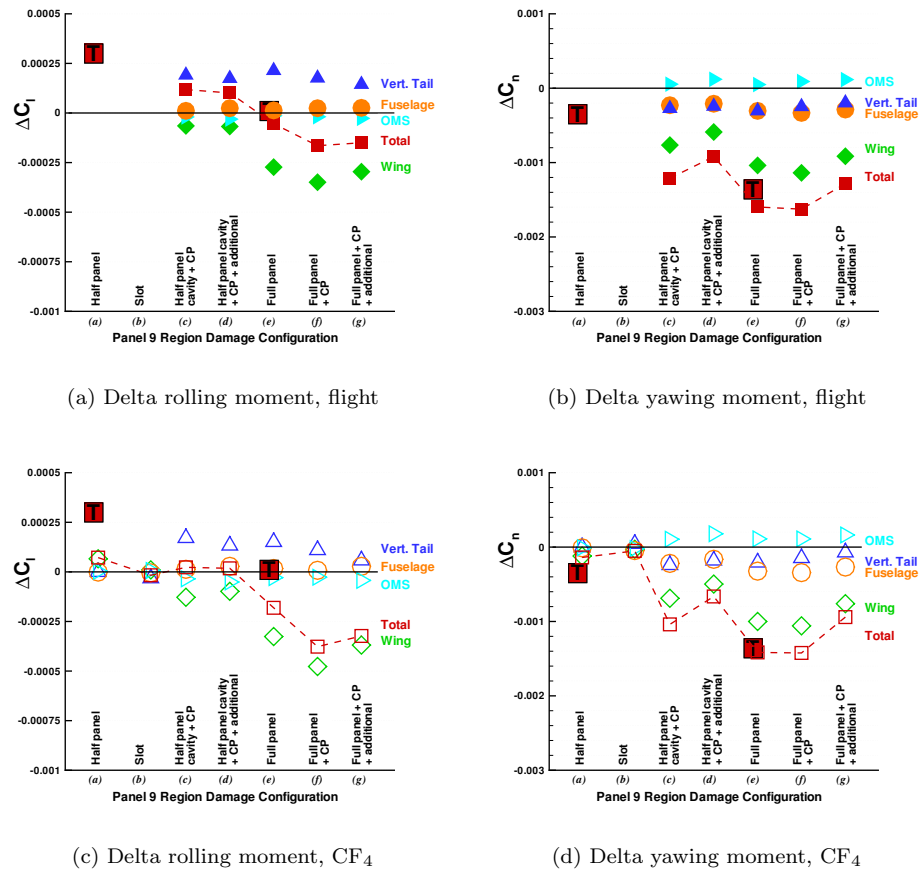 0.0005
0.00025
0
-0.00025
-0.0005
-0.00075
-0.001
ΔCl
T
T
Vert. Tail
Fuselage
OMS
Total
Wing
Half panel
Slot
Half panel
cavity + CP
Half panel cavity
+ CP + additional
Full panel
Full panel
+ CP
Full panel + CP
+ additional
(a) (b) (c) (d) (e) (f) (g)
Panel 9 Region Damage Configuration
(a) Delta rolling moment, flight
0.001
0
-0.001
-0.002
-0.003
ΔCn
T
T
OMS
Vert. Tail
Fuselage
Wing
Total
Half panel
Slot
Half panel
cavity + CP
Half panel cavity
+ CP + additional
Full panel
Full panel
+ CP
Full panel + CP
+ additional
(a) (b) (c) (d) (e) (f) (g)
Panel 9 Region Damage Configuration
(b) Delta yawing moment, flight
0.0005
0.00025
0
-0.00025
-0.0005
-0.00075
-0.001
ΔCl
T
T
Vert. Tail
Fuselage
OMS
Total
Wing
Half panel
Slot
Half panel
cavity + CP
Half panel cavity
+ CP + additional
Full panel
Full panel
+ CP
Full panel + CP
+ additional
(a) (b) (c) (d) (e) (f) (g)
Panel 9 Region Damage Configuration
(c) Delta rolling moment, CF4
0.001
0
-0.001
-0.002
-0.003
ΔCn
T
T
OMS
Vert. Tail
Fuselage
Wing
Total
Half panel
Slot
Half panel
cavity + CP
Half panel cavity
+ CP + additional
Full panel
Full panel
+ CP
Full panel + CP
+ additional
(a) (b) (c) (d) (e) (f) (g)
Panel 9 Region Damage Configuration
(d) Delta yawing moment, CF4